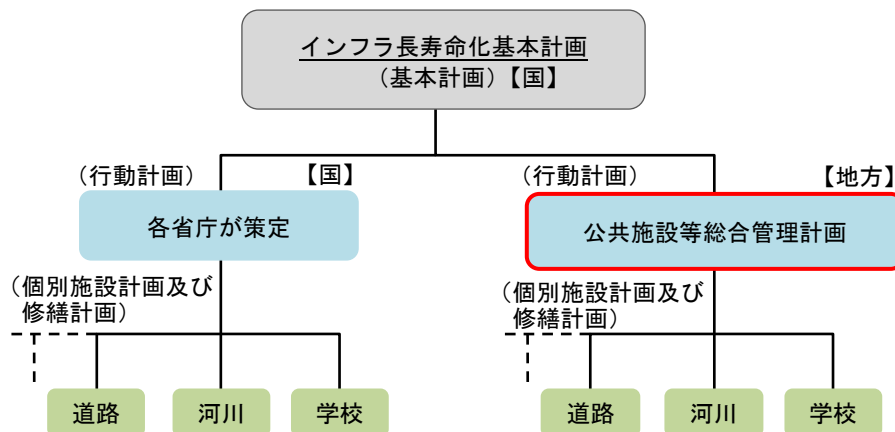 インフラ長寿命化基本計画
（基本計画）【国】
（行動計画）
【国】
（行動計画）
【地方】
各省庁が策定
公共施設等総合管理計画
（個別施設計画及び
修繕計画）
（個別施設計画及び
修繕計画）
道路
河川
学校
道路
河川
学校